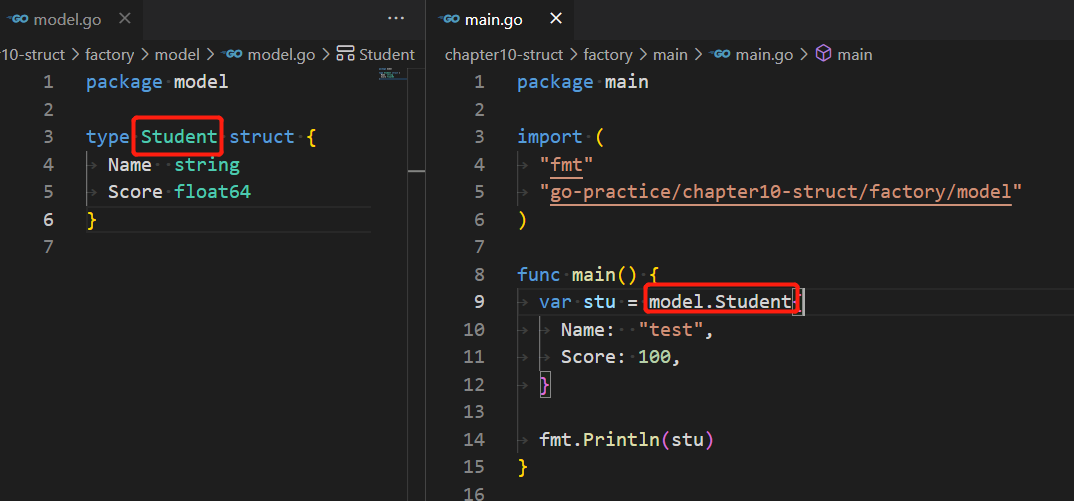 GO model.go × ...
10-struct > factory > model > GO model.go > Student
1 package model
2
3 type Student struct {
4 Name string
5 Score float64
6 }
7
GO main.go ×
chapter10-struct > factory > main > GO main.go > main
1 package main
2
3 import (
4 "fmt"
5 "go-practice/chapter10-struct/factory/model"
6 )
7
8 func main() {
9 var stu = model.Student{
10 Name: "test",
11 Score: 100,
12 }
13
14 fmt.Println(stu)
15 }
16